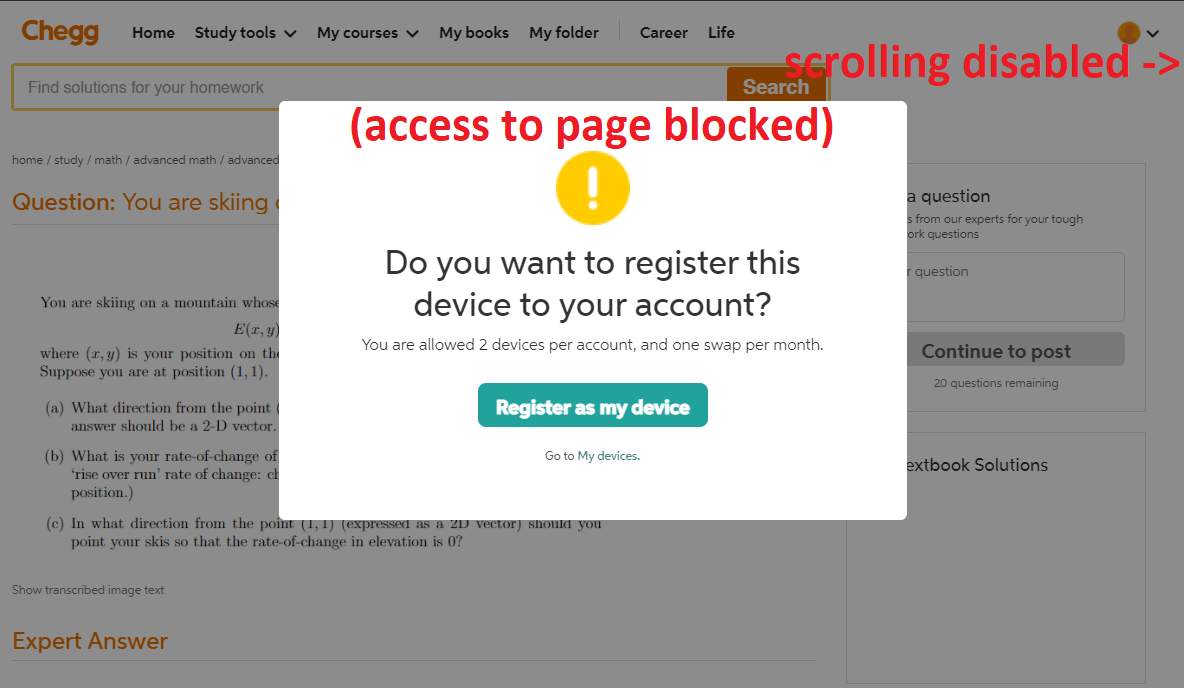 Chegg Home Study tools My courses My books My folder Career Life
scrolling disabled ->
Find solutions for your homework Search
(access to page blocked)
home / study / math / advanced math / advanced
Question: You are skiing
!
Do you want to register this
device to your account?
You are allowed 2 devices per account, and one swap per month.
Register as my device
Go to My devices.
You are skiing on a mountain whose
E(x, y)
where (x, y) is your position on the
Suppose you are at position (1, 1).
(a) What direction from the point
answer should be a 2-D vector.
(b) What is your rate-of-change of
'rise over run' rate of change:
position.)
(c) In what direction from the point (1, 1) (expressed as a 2D vector) should you
point your skis so that the rate-of-change in elevation is 0?
Show transcribed image text
Expert Answer
a question
s from our experts for your tough
ork questions
r question
Continue to post
20 questions remaining
extbook Solutions